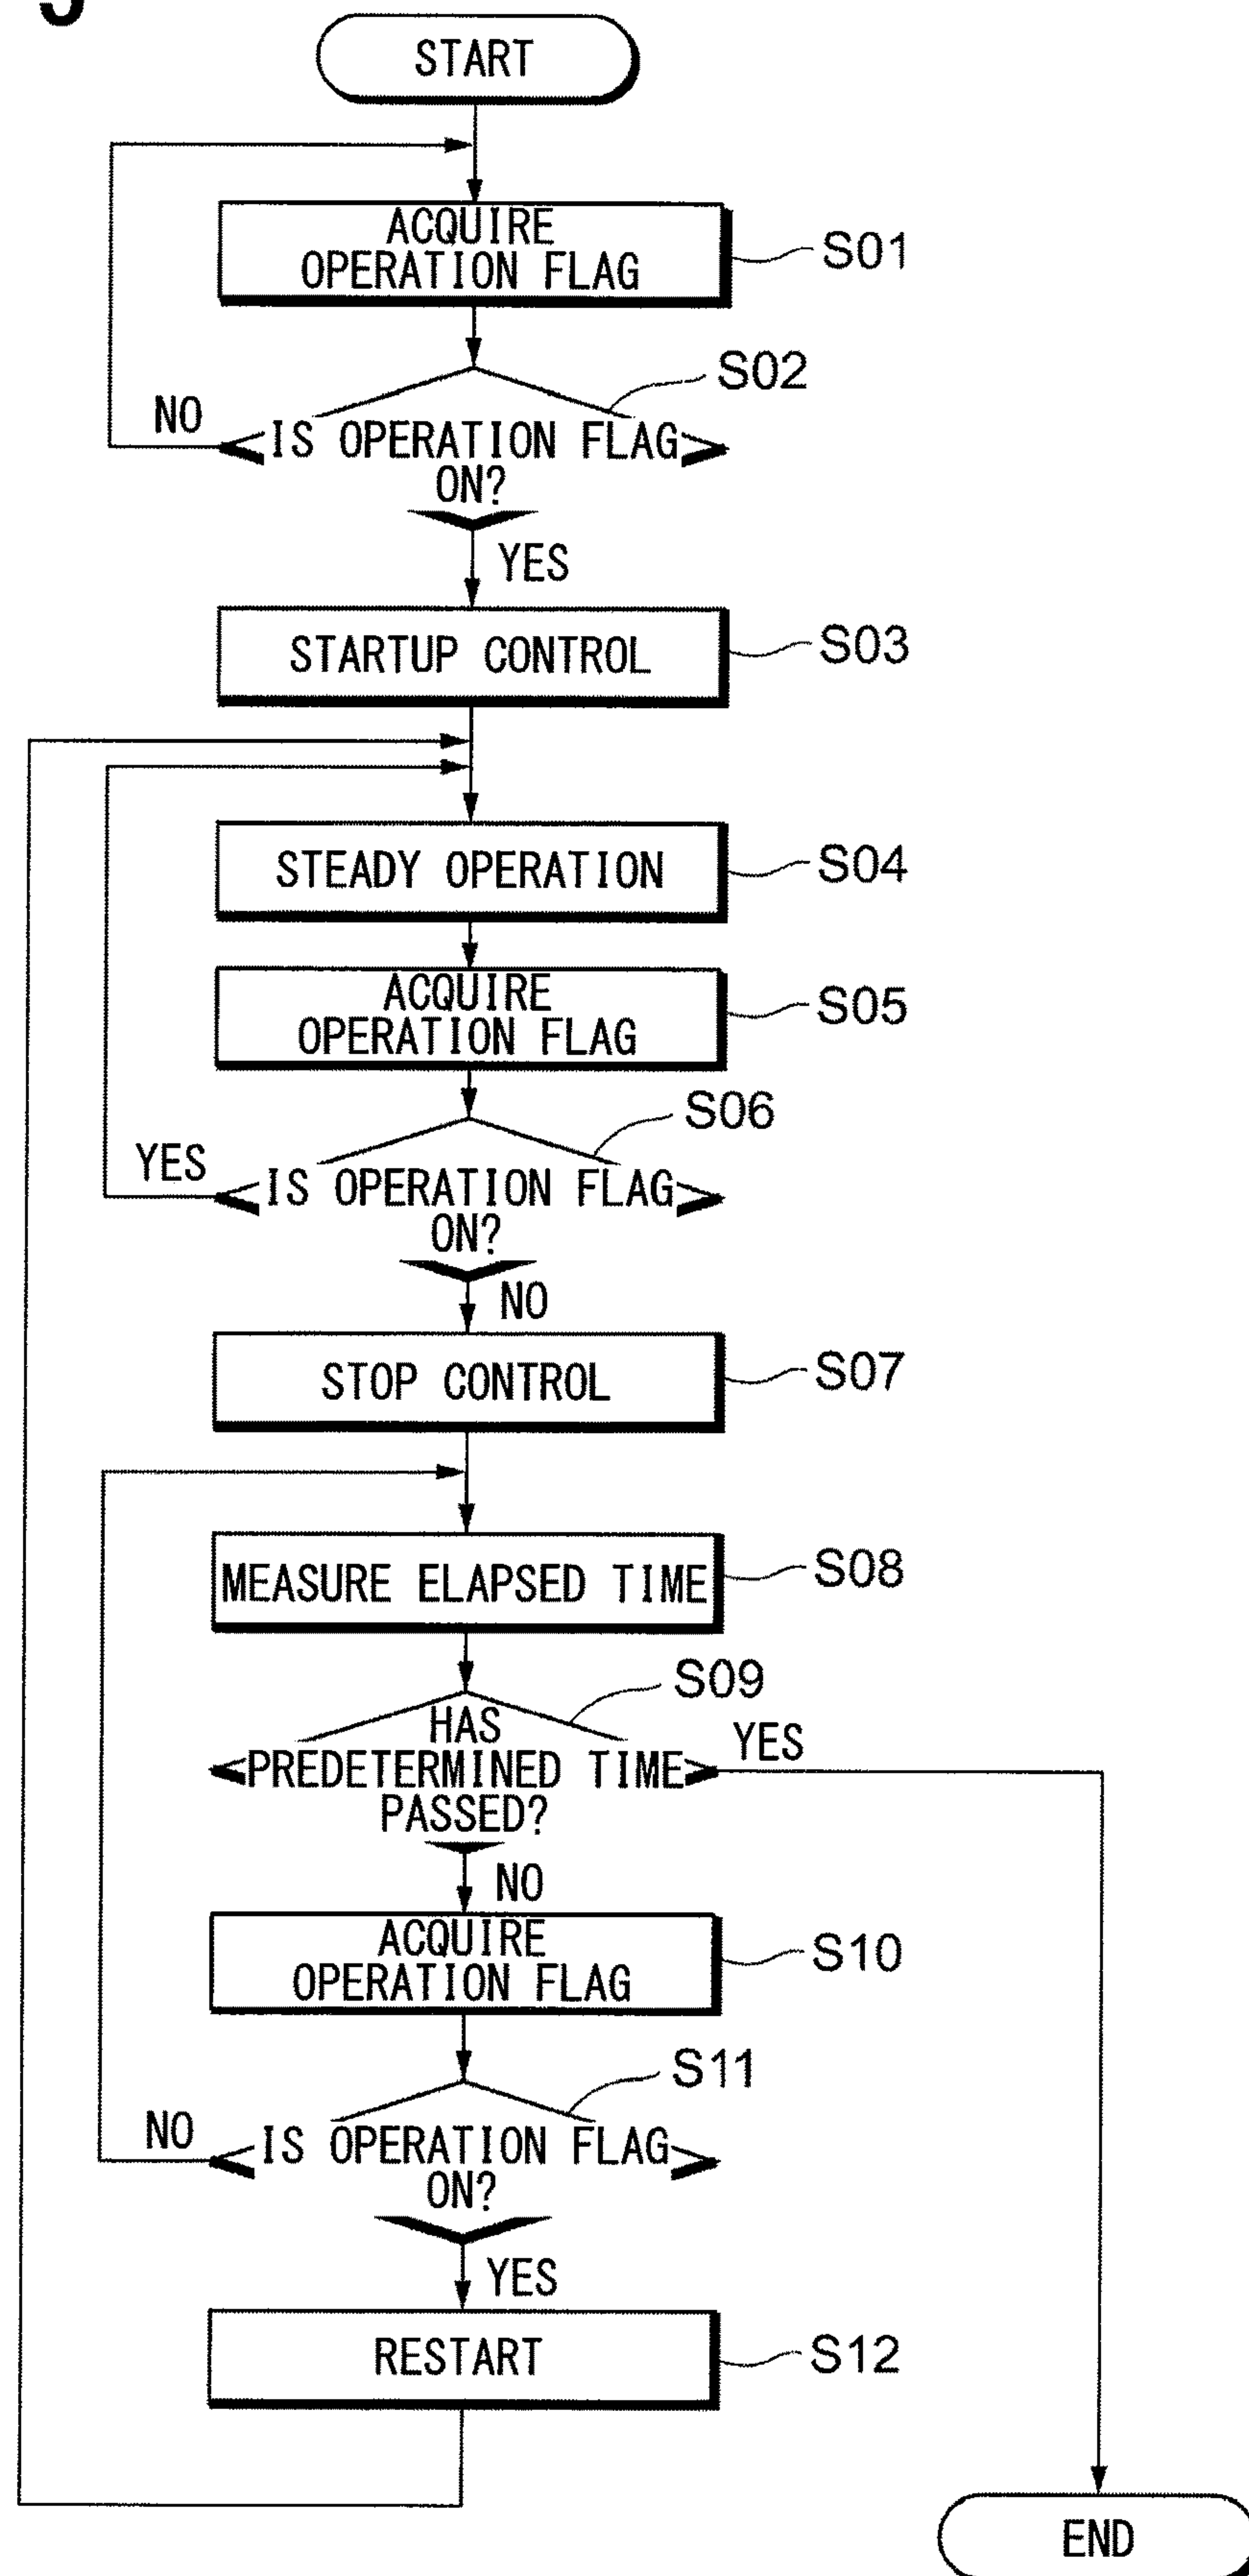 START
ACQUIRE
OPERATION FLAG
S01
S02
NO
IS OPERATION FLAG
ON?
YES
STARTUP CONTROL
S03
STEADY OPERATION
S04
ACQUIRE
OPERATION FLAG
S05
S06
YES
IS OPERATION FLAG
ON?
NO
STOP CONTROL
S07
MEASURE ELAPSED TIME
S08
S09
HAS
PREDETERMINED TIME
PASSED?
YES
NO
ACQUIRE
OPERATION FLAG
S10
S11
NO
IS OPERATION FLAG
ON?
YES
RESTART
S12
END